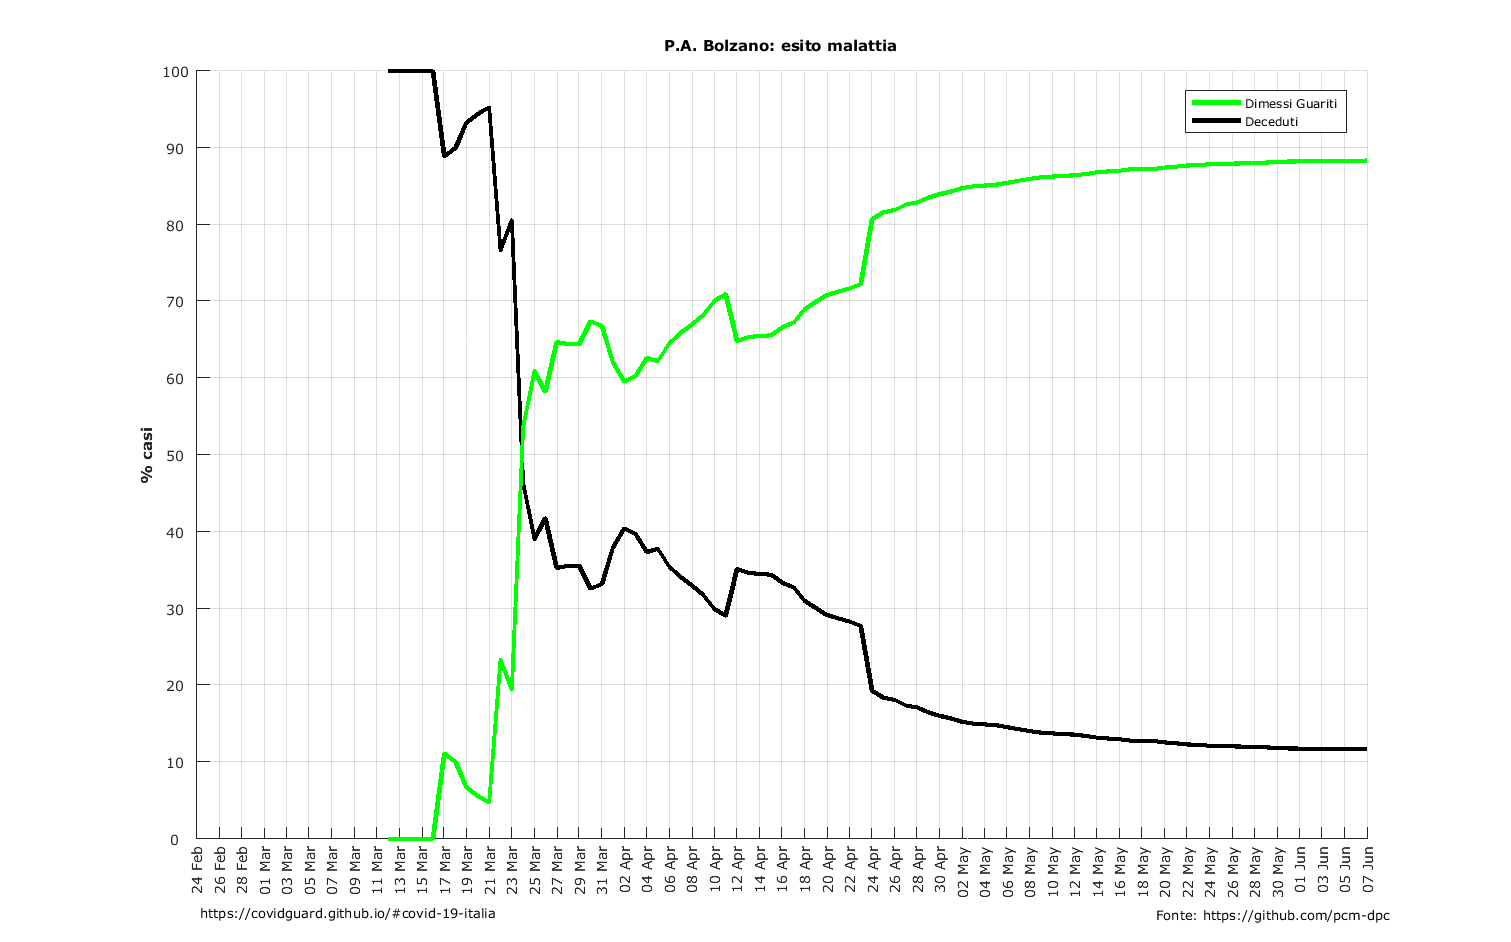 P.A. Bolzano: esito malattia
Dimessi Guariti
Deceduti
% casi
100
90
80
70
60
50
40
30
20
10
0
24 Feb
26 Feb
28 Feb
01 Mar
03 Mar
05 Mar
07 Mar
09 Mar
11 Mar
13 Mar
15 Mar
17 Mar
19 Mar
21 Mar
23 Mar
25 Mar
27 Mar
29 Mar
31 Mar
02 Apr
04 Apr
06 Apr
08 Apr
10 Apr
12 Apr
14 Apr
16 Apr
18 Apr
20 Apr
22 Apr
24 Apr
26 Apr
28 Apr
30 Apr
02 May
04 May
06 May
08 May
10 May
12 May
14 May
16 May
18 May
20 May
22 May
24 May
26 May
28 May
30 May
01 Jun
03 Jun
05 Jun
07 Jun
https://covidguard.github.io/#covid-19-italia
Fonte: https://github.com/pcm-dpc